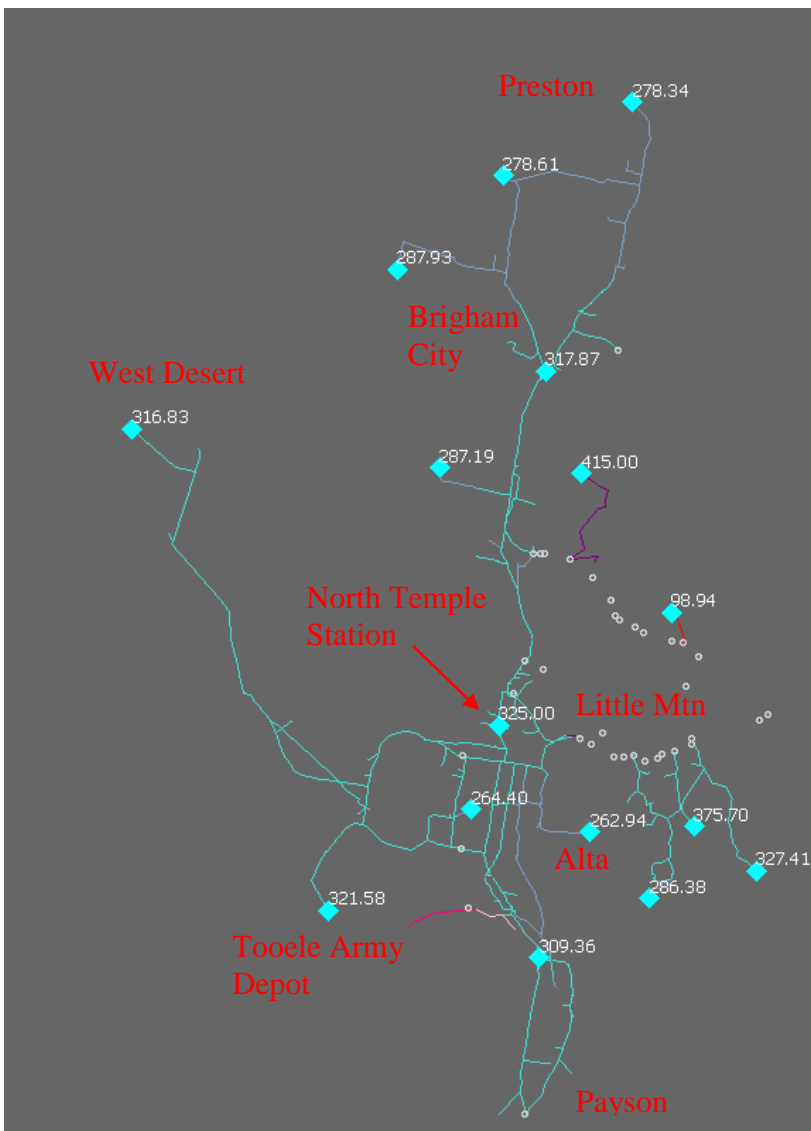 Preston
278.34
278.61
287.93
Brigham
City
317.87
West Desert
316.83
287.19
415.00
North Temple
Station
98.94
325.00
Little Mtn
264.40
262.94
375.70
Alta
327.41
286.38
321.58
Tooele Army
Depot
309.36
Payson